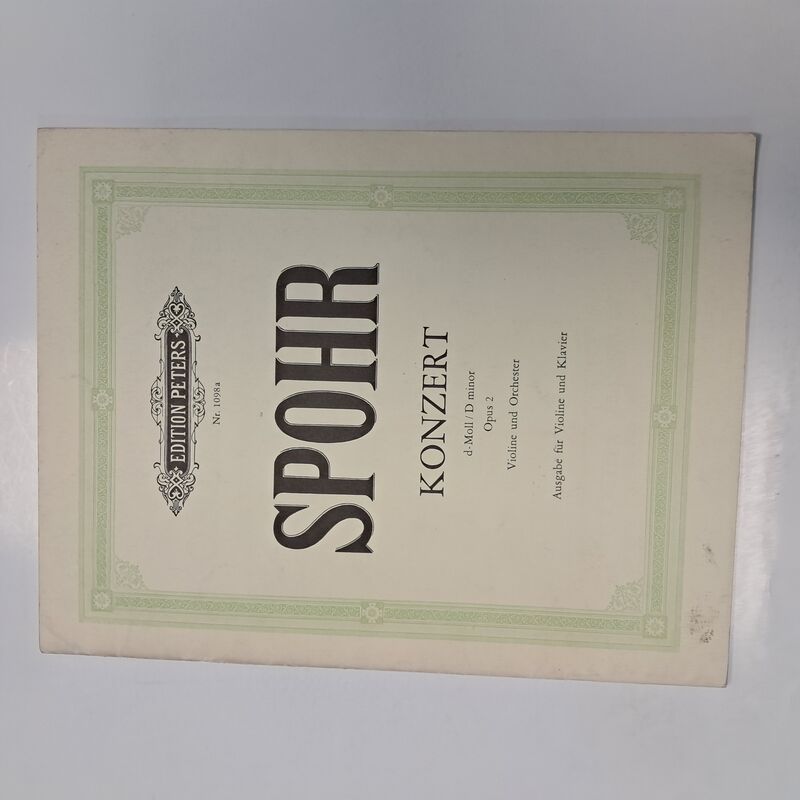 EDITION PETERS
Nr. 1098a
SPOHR
KONZERT
d-Moll / D minor
Opus 2
Violine und Orchester
Ausgabe für Violine und Klavier